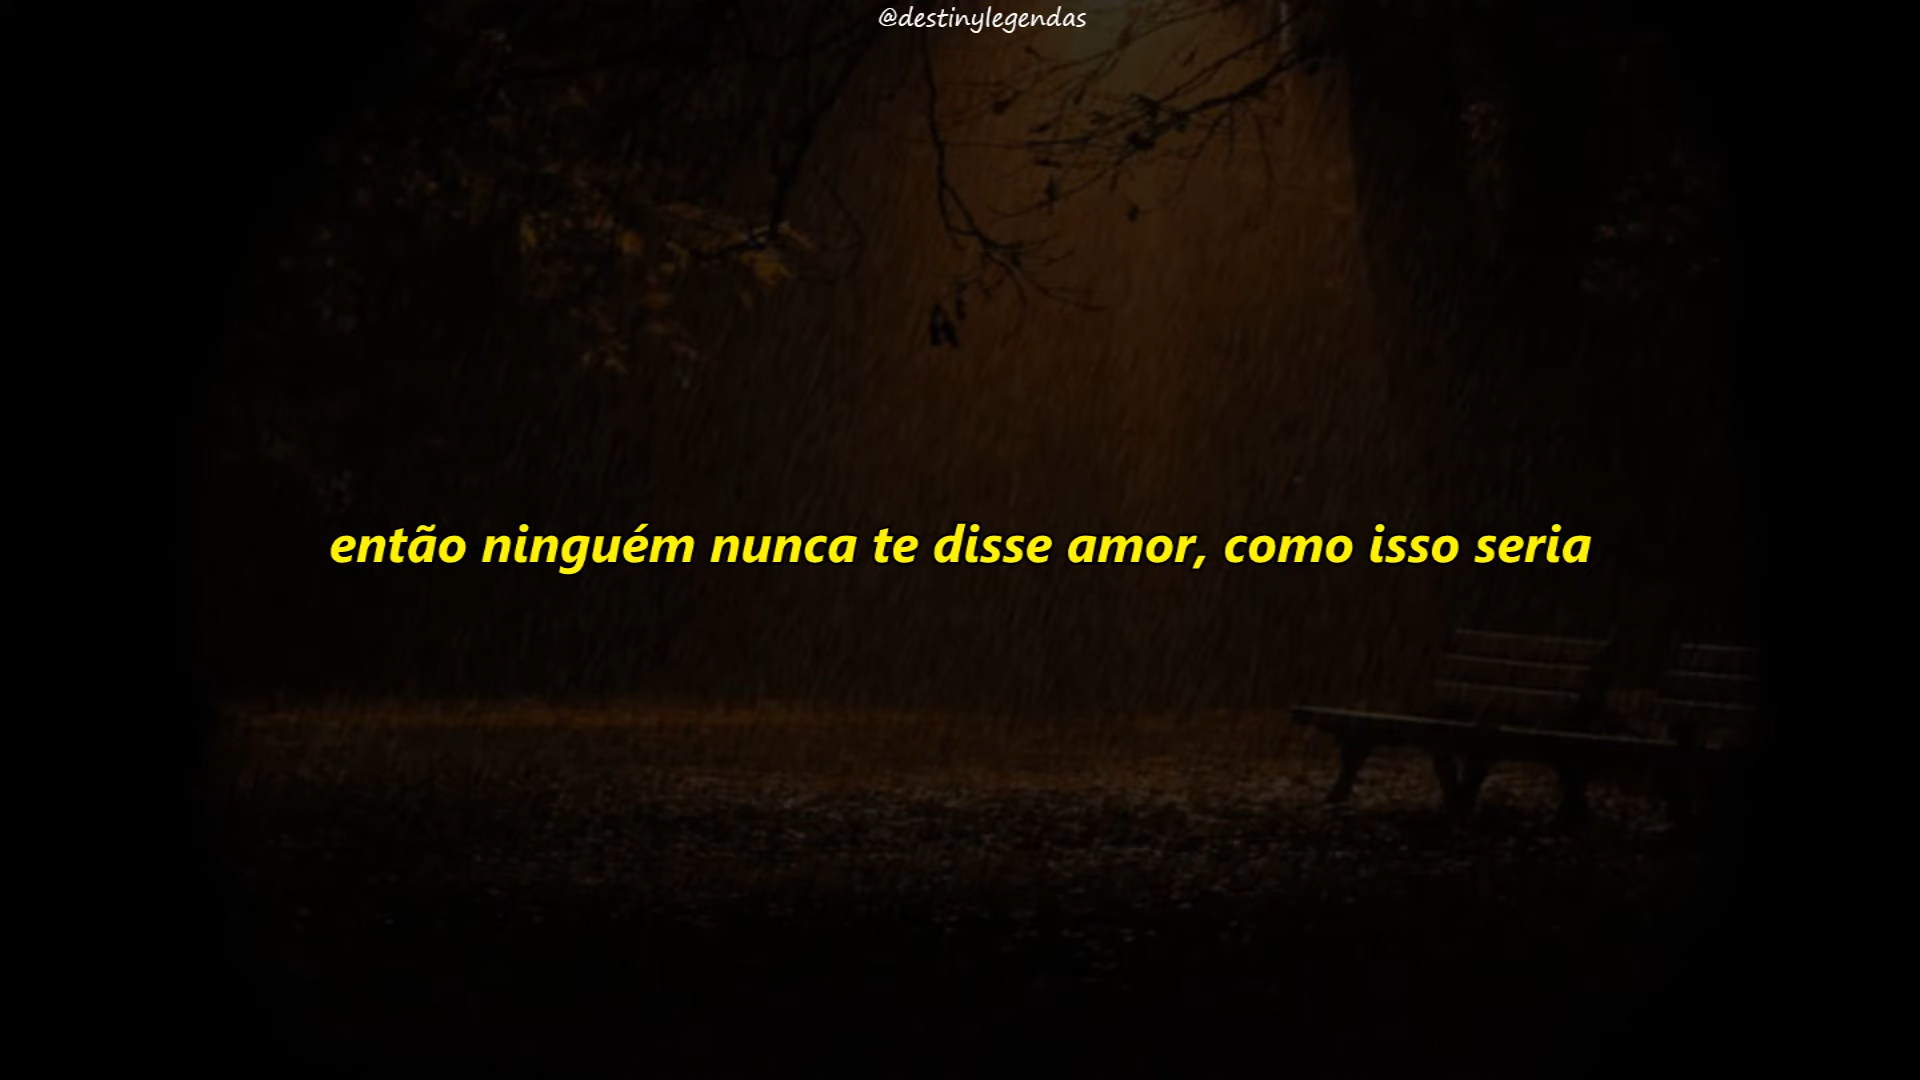 @destinylegendas
então ninguém nunca te disse amor, como isso seria